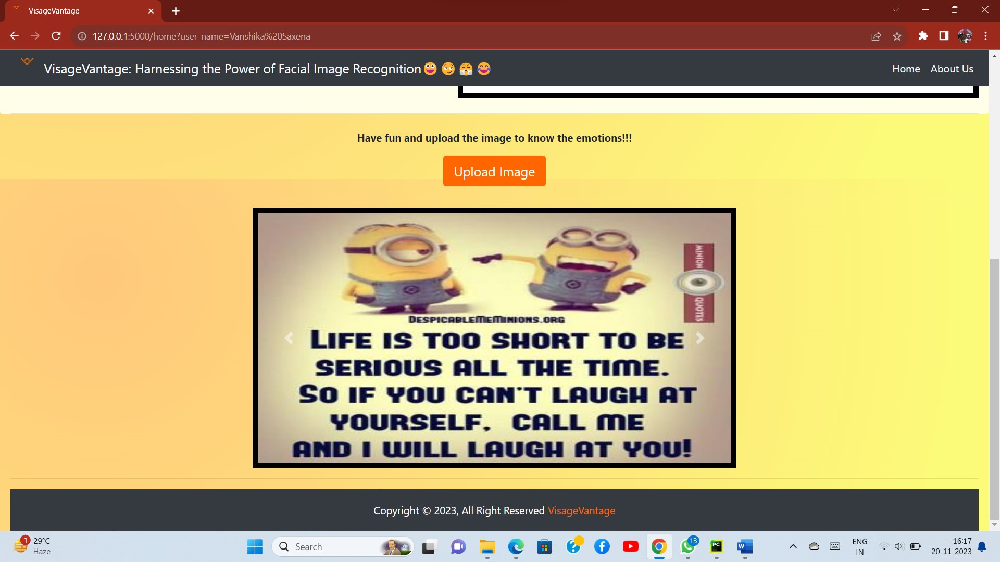 VisageVantage
127.0.0.1:5000/home?user_name=Vanshika%20Saxena
VisageVantage: Harnessing the Power of Facial Image Recognition
Home
About Us
Have fun and upload the image to know the emotions!!!
Upload Image
MINION
QUOTES
DespicableMeMinions.org
Life is too short to be
serious all the time.
So if you can't laugh at
yourself, call me
and I will laugh at you!
Copyright © 2023, All Right Reserved VisageVantage
1
29°C
Haze
Search
13
PC
W
ENG
IN
16:17
20-11-2023